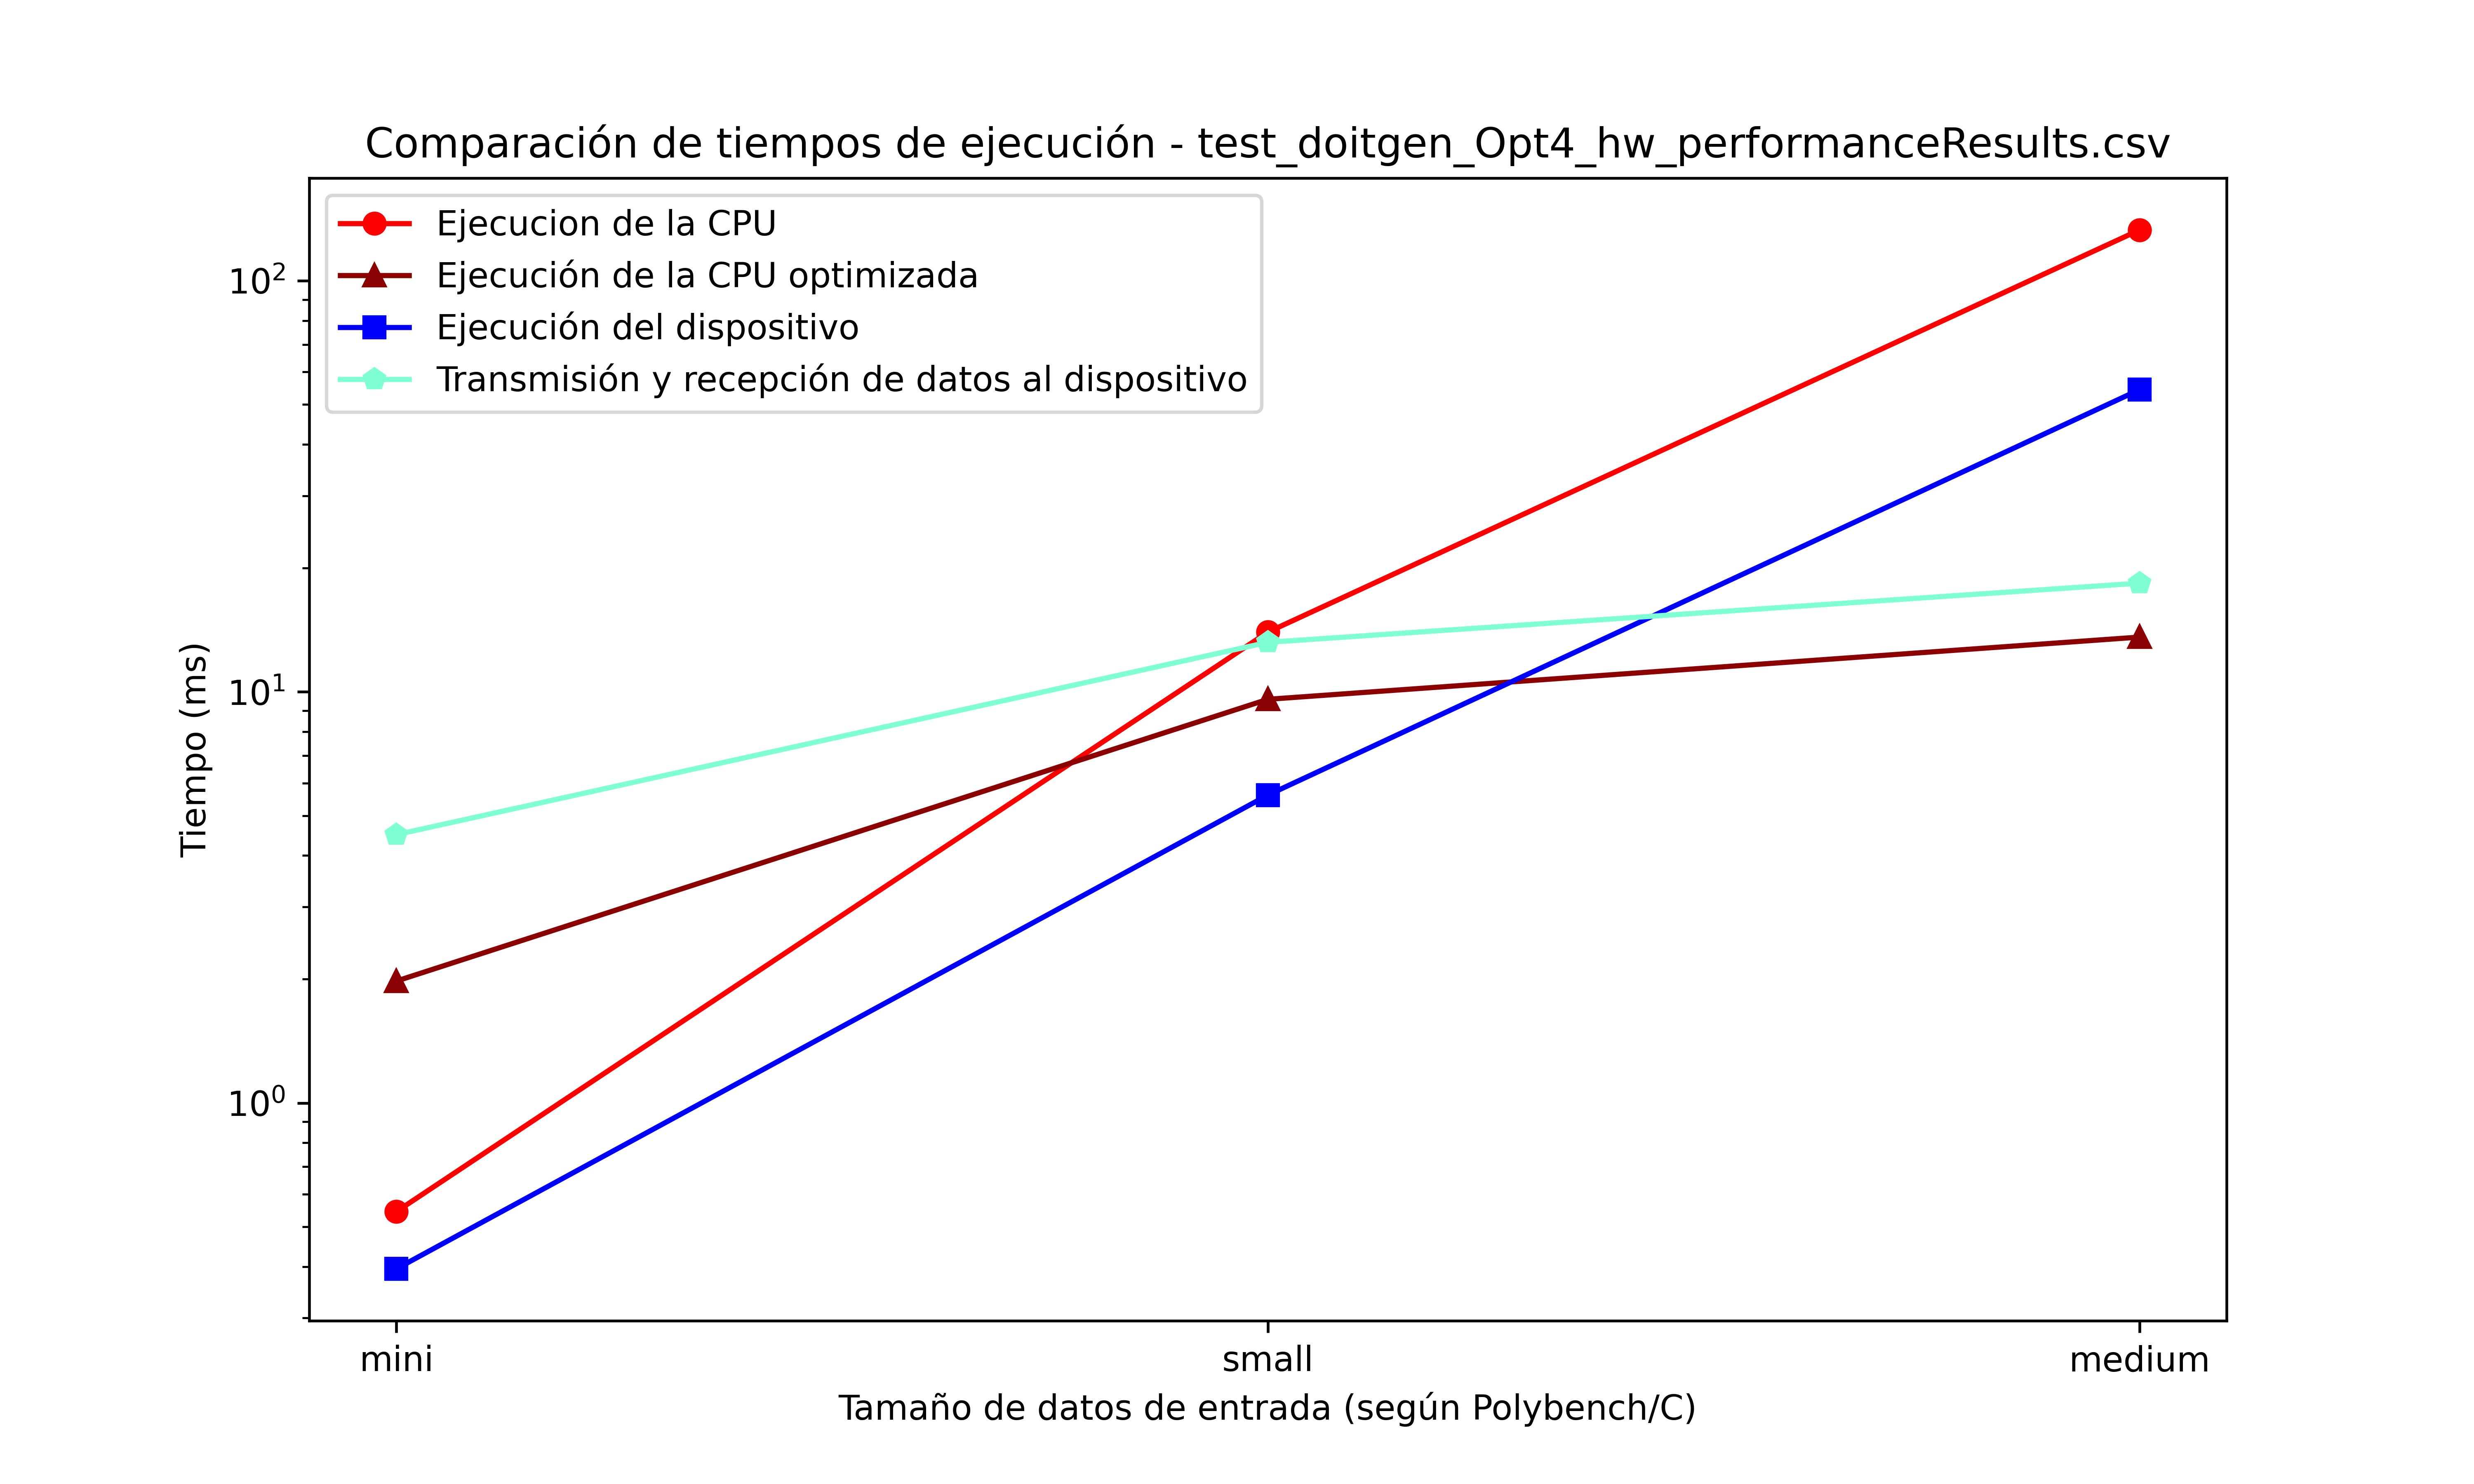 Comparación de tiempos de ejecución - test_doitgen_Opt4_hw_performanceResults.csv
Ejecucion de la CPU
Ejecución de la CPU optimizada
Ejecución del dispositivo
Transmisión y recepción de datos al dispositivo
10²
10¹
10⁰
Tiempo (ms)
mini small medium
Tamaño de datos de entrada (según Polybench/C)